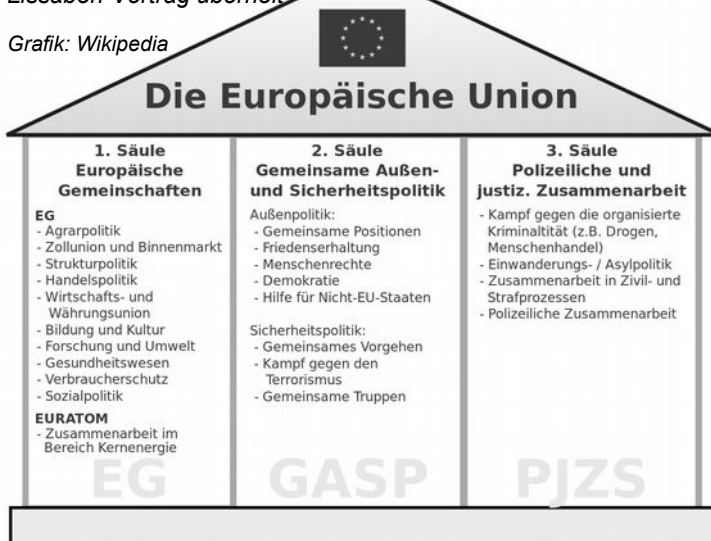 Lissabon-Vertrag überholt
Grafik: Wikipedia
Die Europäische Union
1. Säule
Europäische
Gemeinschaften
EG
- Agrarpolitik
- Zollunion und Binnenmarkt
- Strukturpolitik
- Handelspolitik
- Wirtschafts- und
Währungsunion
- Bildung und Kultur
- Forschung und Umwelt
- Gesundheitswesen
- Verbraucherschutz
- Sozialpolitik
EURATOM
- Zusammenarbeit im
Bereich Kernenergie
EG
2. Säule
Gemeinsame Außen-
und Sicherheitspolitik
Außenpolitik:
- Gemeinsame Positionen
- Friedenserhaltung
- Menschenrechte
- Demokratie
- Hilfe für Nicht-EU-Staaten
Sicherheitspolitik:
- Gemeinsames Vorgehen
- Kampf gegen den
Terrorismus
- Gemeinsame Truppen
GASP
3. Säule
Polizeiliche und
justiz. Zusammenarbeit
- Kampf gegen die organisierte
Kriminaltität (z.B. Drogen,
Menschenhandel)
- Einwanderungs- / Asylpolitik
- Zusammenarbeit in Zivil- und
Strafprozessen
- Polizeiliche Zusammenarbeit
PJZS